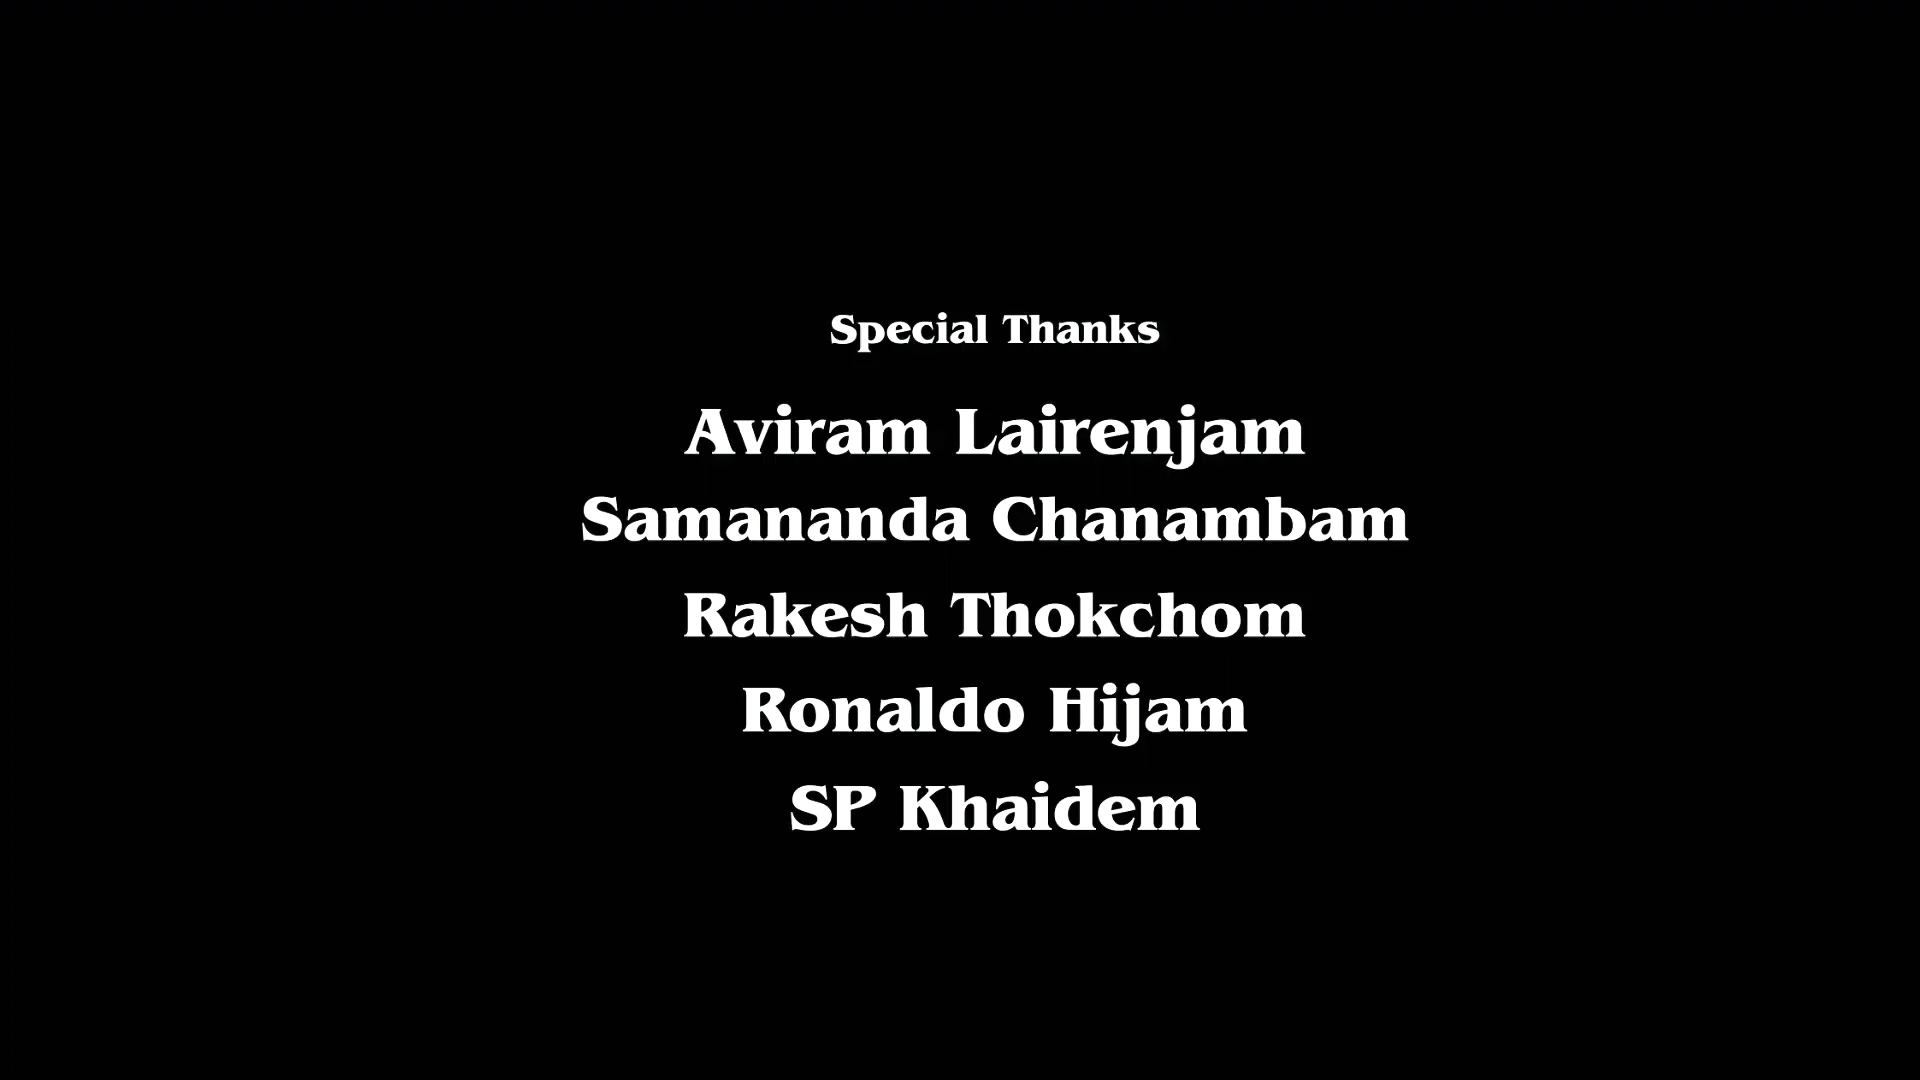 Special Thanks
Aviram Lairenjam
Samananda Chanambam
Rakesh Thokchom
Ronaldo Hijam
SP Khaidem